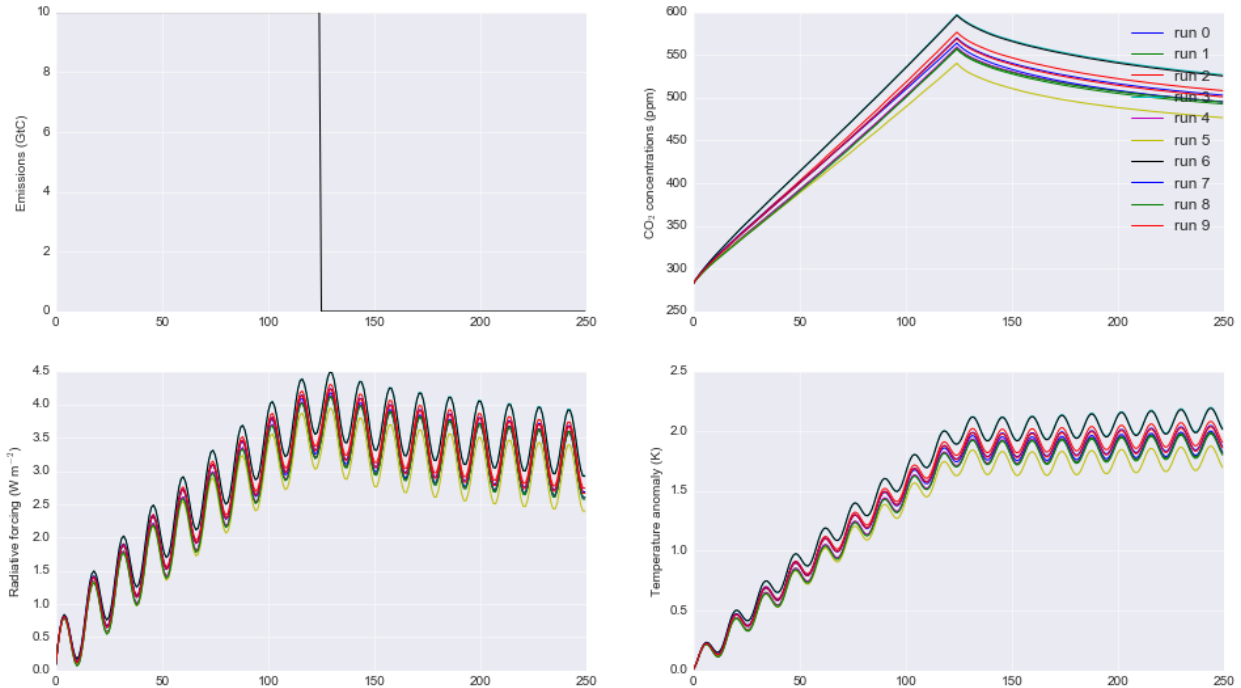 10
8
6
4
2
0
Emissions (GtC)
0 50 100 150 200 250
600
550
500
450
400
350
300
250
CO₂ concentrations (ppm)
0 50 100 150 200 250
run 0
run 1
run 2
run 3
run 4
run 5
run 6
run 7
run 8
run 9
4.5
4.0
3.5
3.0
2.5
2.0
1.5
1.0
0.5
0.0
Radiative forcing (W m⁻²)
0 50 100 150 200 250
2.5
2.0
1.5
1.0
0.5
0.0
Temperature anomaly (K)
0 50 100 150 200 250